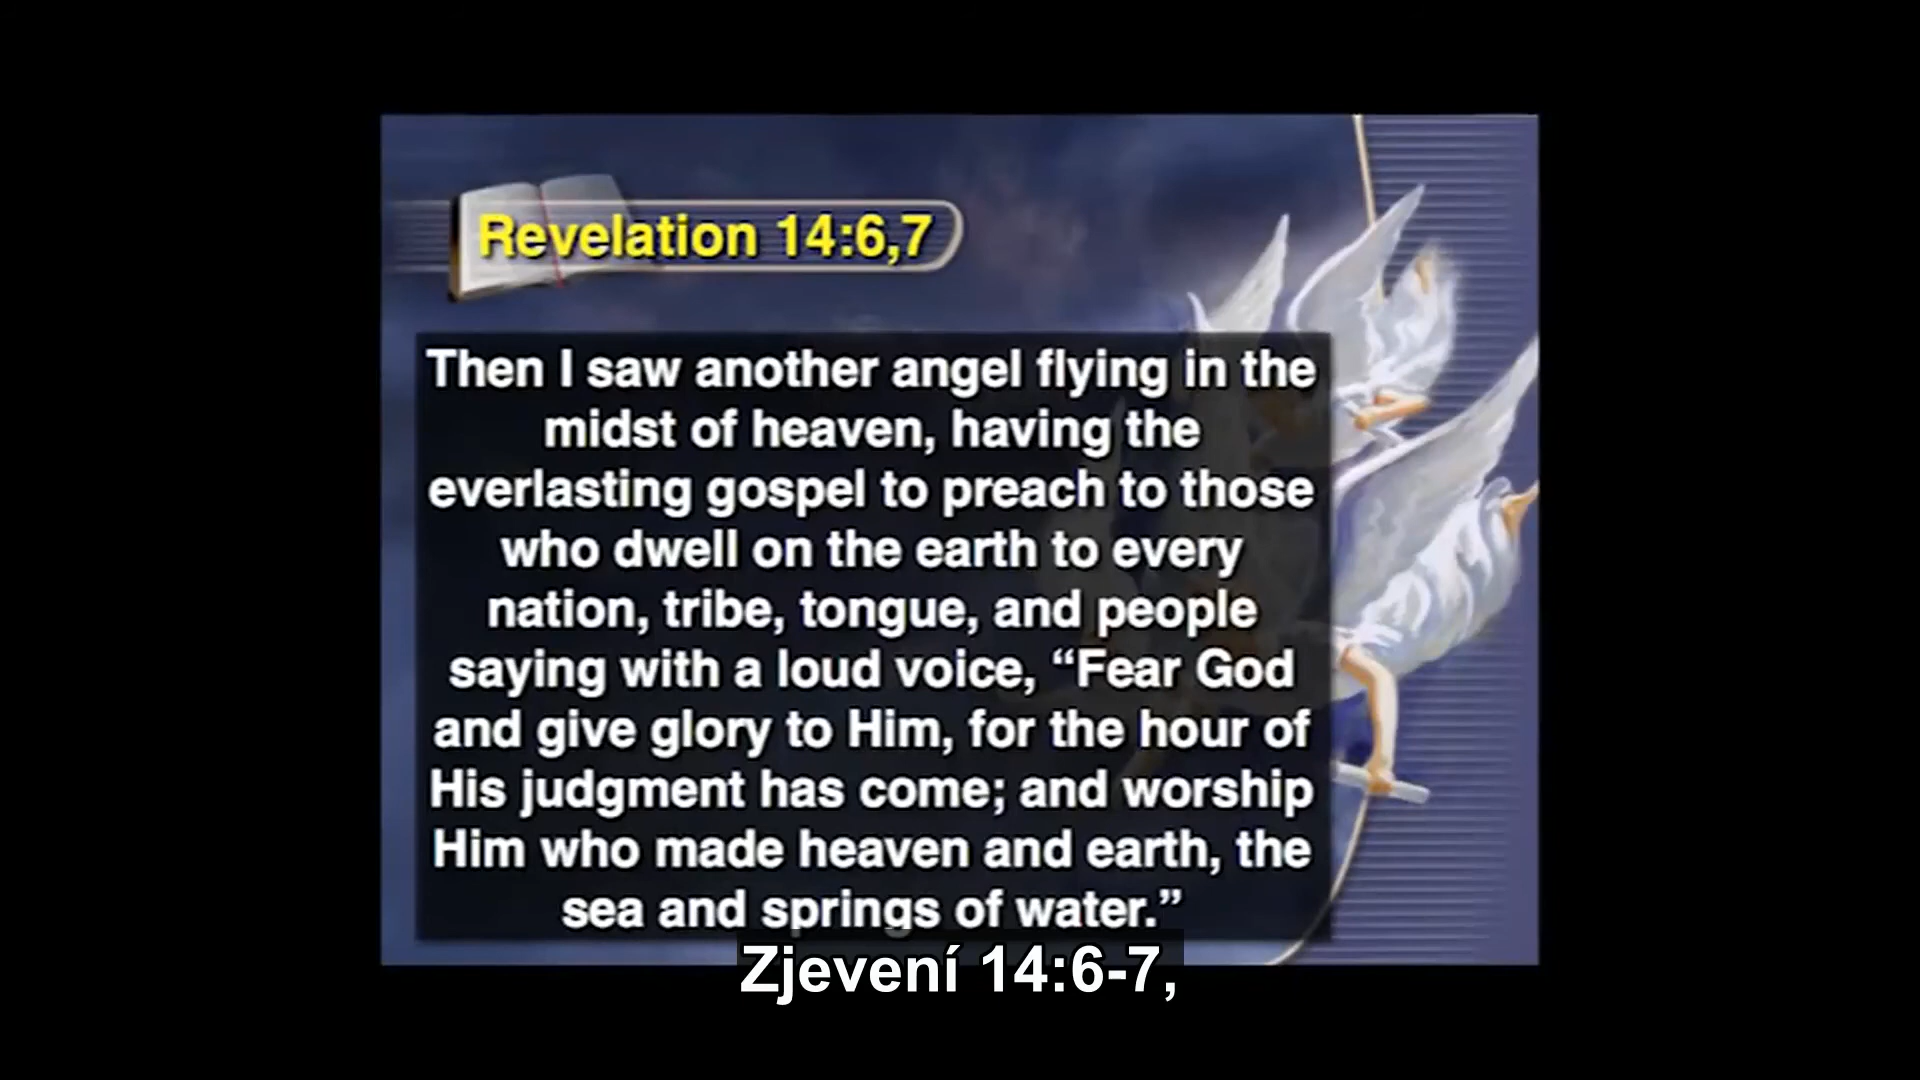 Revelation 14:6,7
Then I saw another angel flying in the
midst of heaven, having the
everlasting gospel to preach to those
who dwell on the earth to every
nation, tribe, tongue, and people
saying with a loud voice, “Fear God
and give glory to Him, for the hour of
His judgment has come; and worship
Him who made heaven and earth, the
sea and springs of water.”
Zjevení 14:6-7,